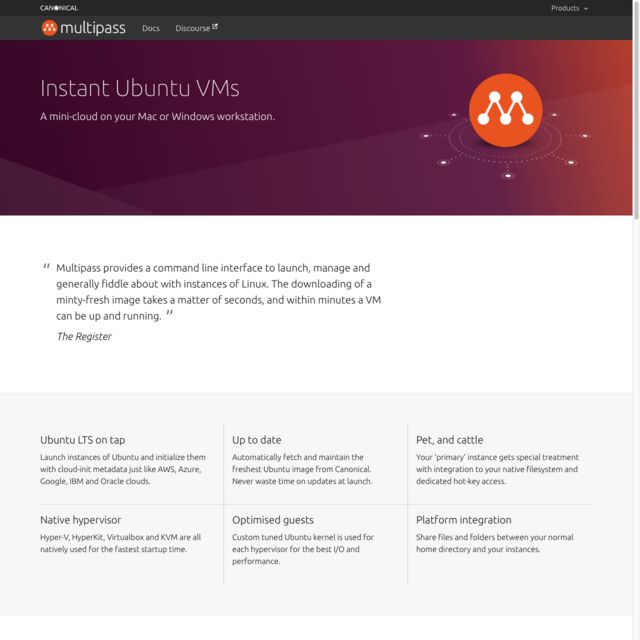 CANONICAL
Products
multipass
Docs
Discourse
Instant Ubuntu VMs
A mini-cloud on your Mac or Windows workstation.
“ Multipass provides a command line interface to launch, manage and
generally fiddle about with instances of Linux. The downloading of a
minty-fresh image takes a matter of seconds, and within minutes a VM
can be up and running. ”
The Register
Ubuntu LTS on tap
Launch instances of Ubuntu and initialize them
with cloud-init metadata just like AWS, Azure,
Google, IBM and Oracle clouds.
Up to date
Automatically fetch and maintain the
freshest Ubuntu image from Canonical.
Never waste time on updates at launch.
Pet, and cattle
Your 'primary' instance gets special treatment
with integration to your native filesystem and
dedicated hot-key access.
Native hypervisor
Hyper-V, HyperKit, Virtualbox and KVM are all
natively used for the fastest startup time.
Optimised guests
Custom tuned Ubuntu kernel is used for
each hypervisor for the best I/O and
performance.
Platform integration
Share files and folders between your normal
home directory and your instances.